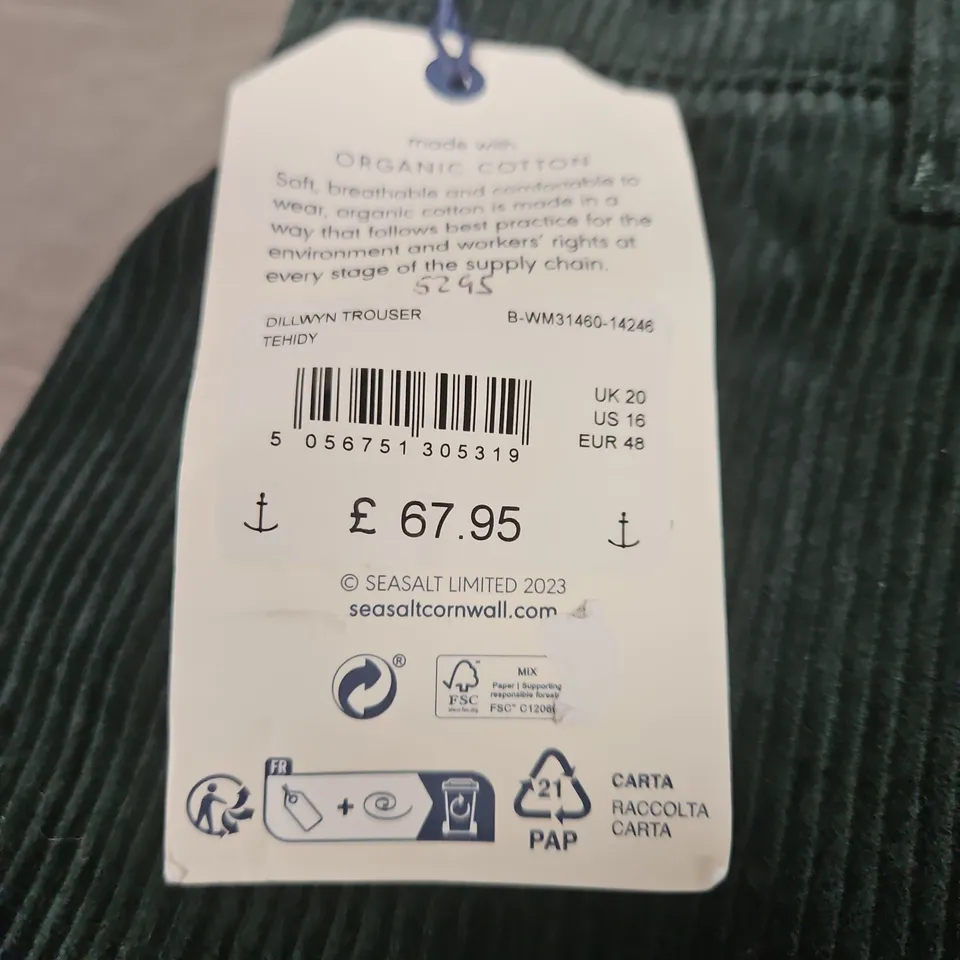 made with
ORGANIC COTTON
Soft, breathable and comfortable to
wear, organic cotton is made in a
way that follows best practice for the
environment and workers' rights at
every stage of the supply chain.
5295
DILLWYN TROUSER
TEHIDY
B-WM31460-14246
UK 20
US 16
EUR 48
5 056751 305319
£ 67.95
© SEASALT LIMITED 2023
seasaltcornwall.com
®
FSC
MIX
Paper | Supporting
responsible
FSC™ C1206
FR
+
21
PAP
CARTA
RACCOLTA
CARTA